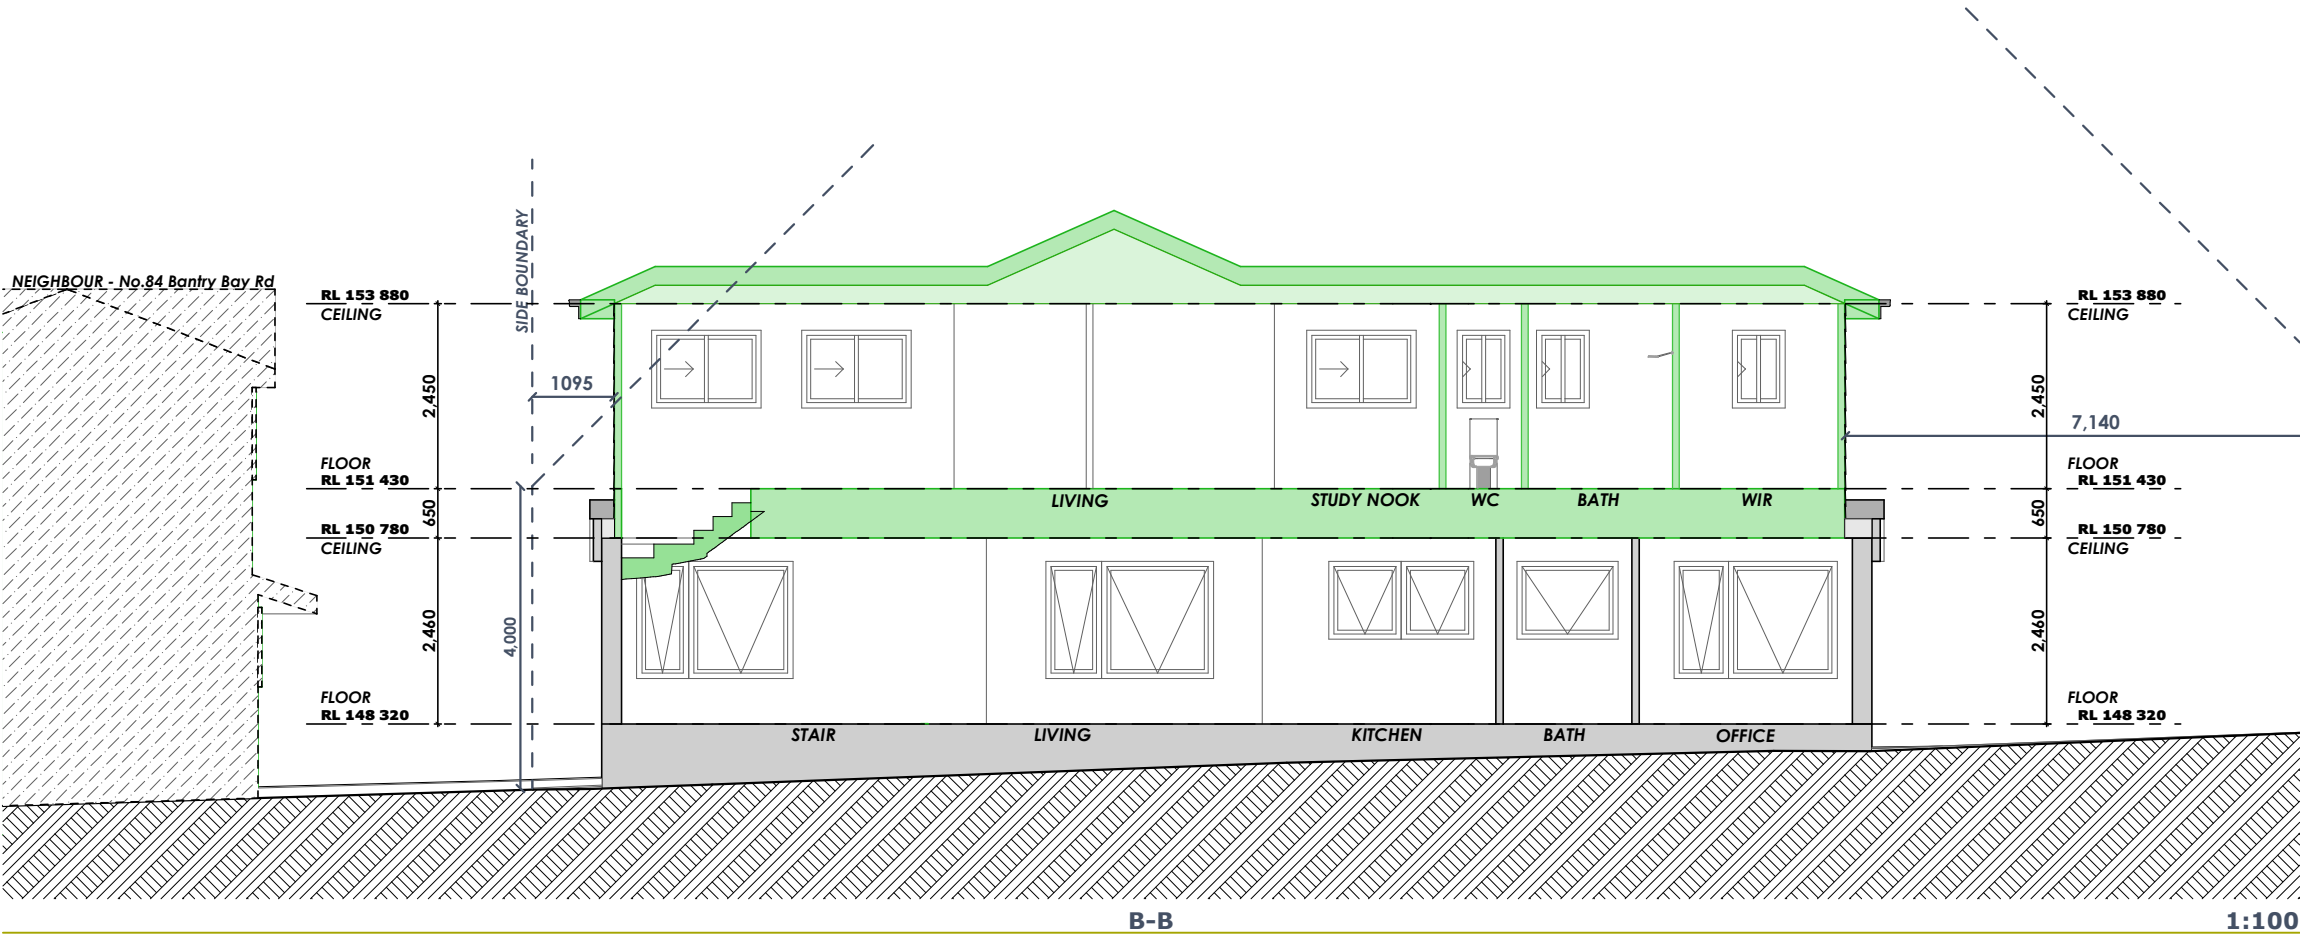 NEIGHBOUR - No.84 Bantry Bay Rd
SIDE BOUNDARY
RL 153 880
CEILING
2,450
1095
FLOOR
RL 151 430
650
RL 150 780
CEILING
2,460
4,000
FLOOR
RL 148 320
LIVING
STUDY NOOK
WC
BATH
WIR
STAIR
LIVING
KITCHEN
BATH
OFFICE
RL 153 880
CEILING
2,450
7,140
FLOOR
RL 151 430
650
RL 150 780
CEILING
2,460
FLOOR
RL 148 320
B-B
1:100